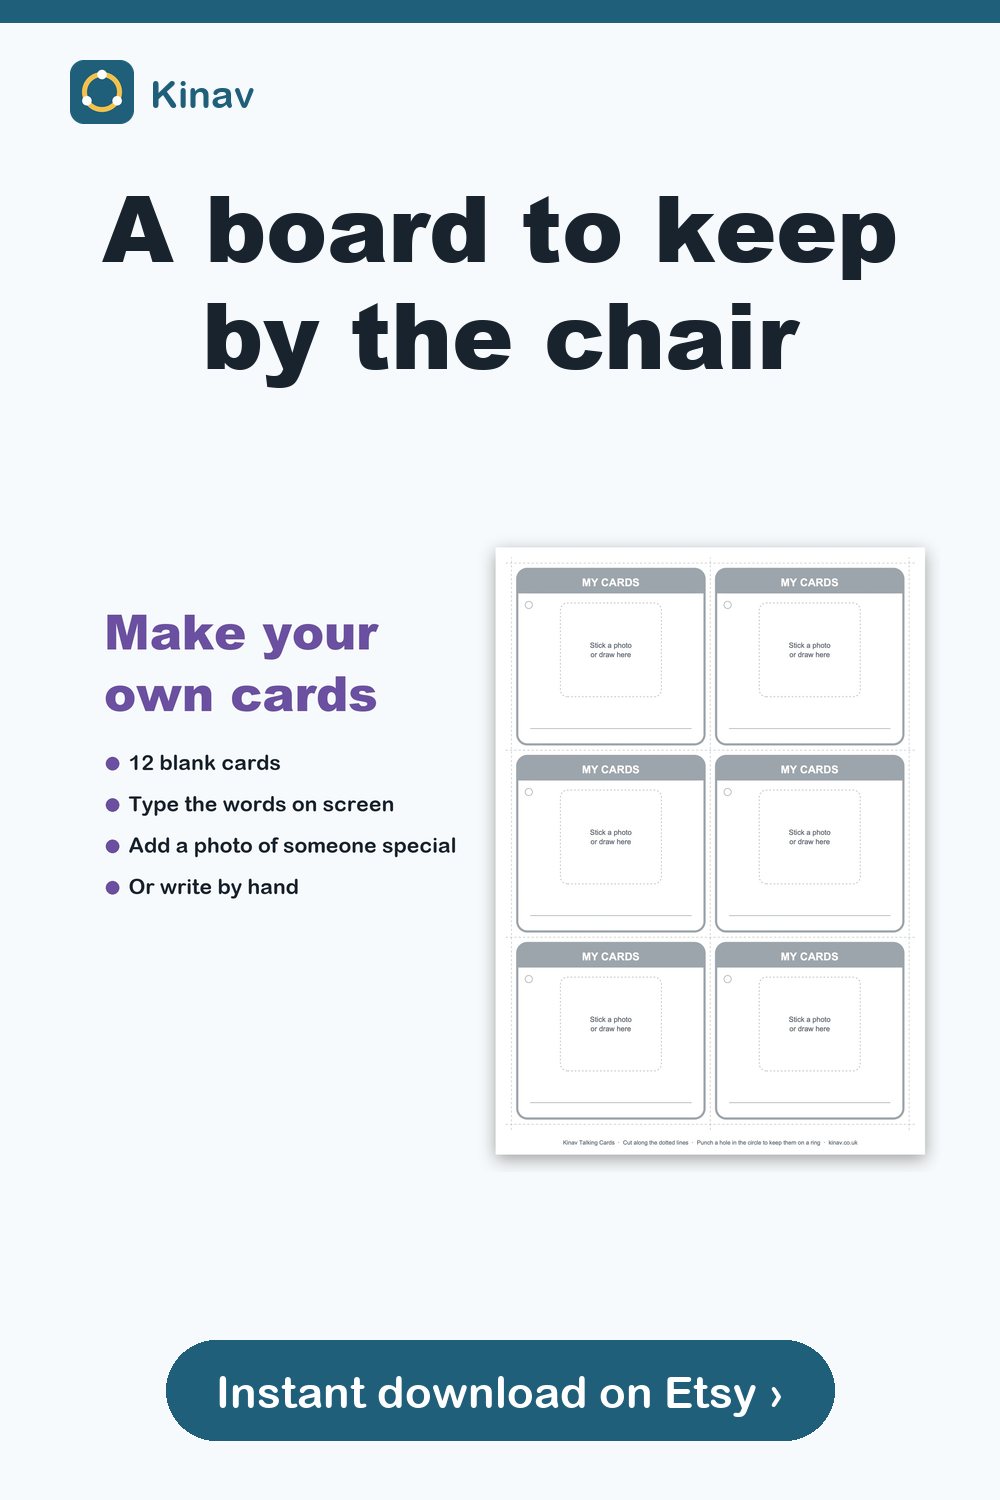 Kinav
A board to keep
by the chair
Make your
own cards
12 blank cards
Type the words on screen
Add a photo of someone special
Or write by hand
MY CARDS
Stick a photo
or draw here
MY CARDS
Stick a photo
or draw here
MY CARDS
Stick a photo
or draw here
MY CARDS
Stick a photo
or draw here
MY CARDS
Stick a photo
or draw here
MY CARDS
Stick a photo
or draw here
Kinav Talking Cards · Cut along the dotted lines · Punch a hole in the circle to keep them on a ring · kinav.co.uk
Instant download on Etsy ›